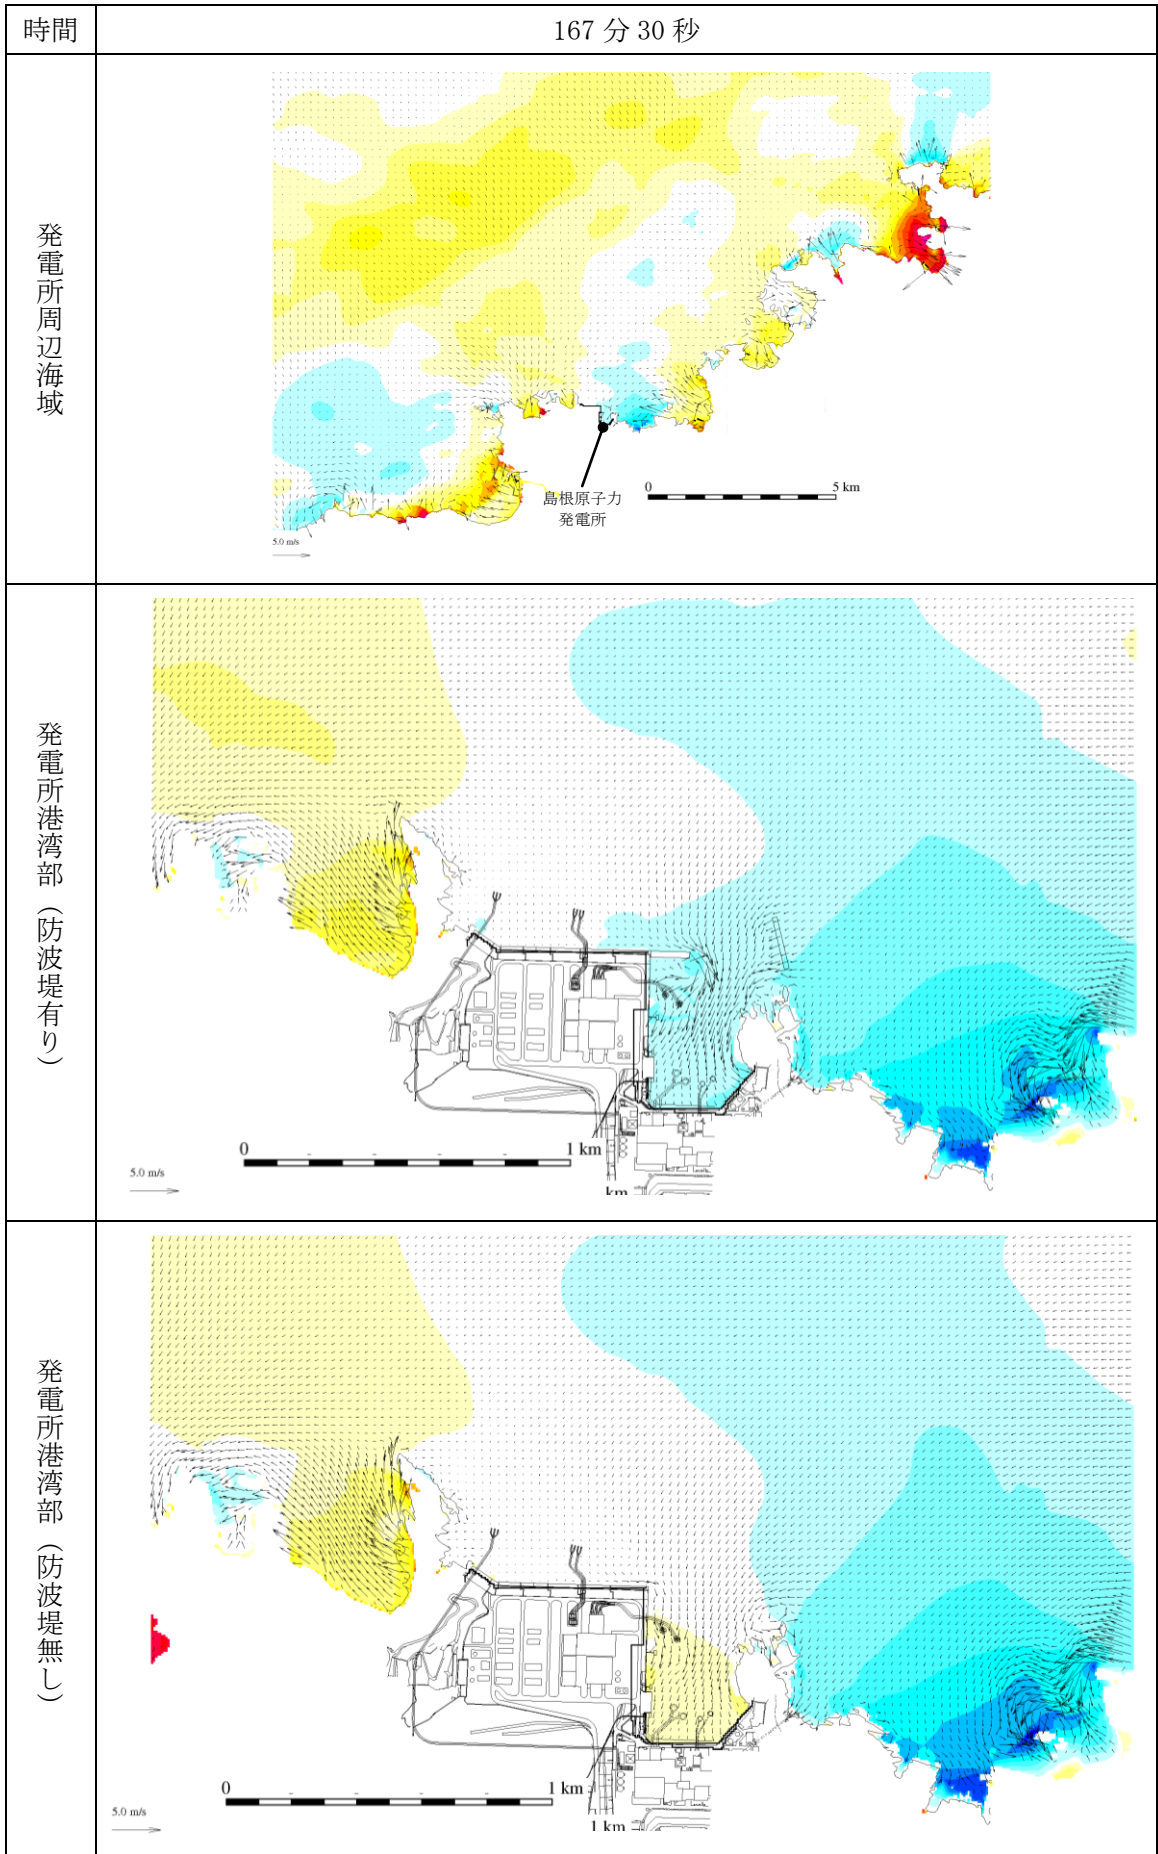 時間
167 分 30 秒
発電所周辺海域
島根原子力
発電所
0
5 km
5.0 m/s
発電所港湾部（防波堤有り）
0
1 km
km
5.0 m/s
発電所港湾部（防波堤無し）
0
1 km
1 km
5.0 m/s